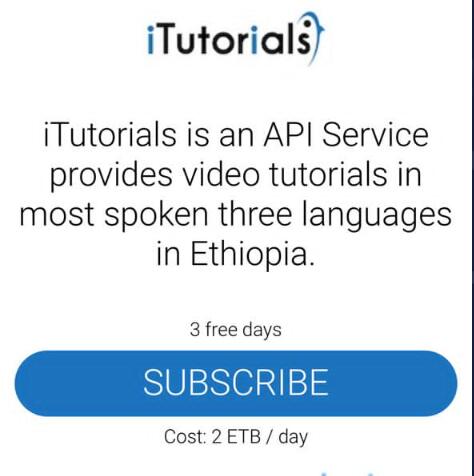 iTutorials
iTutorials is an API Service
provides video tutorials in
most spoken three languages
in Ethiopia.
3 free days
SUBSCRIBE
Cost: 2 ETB / day